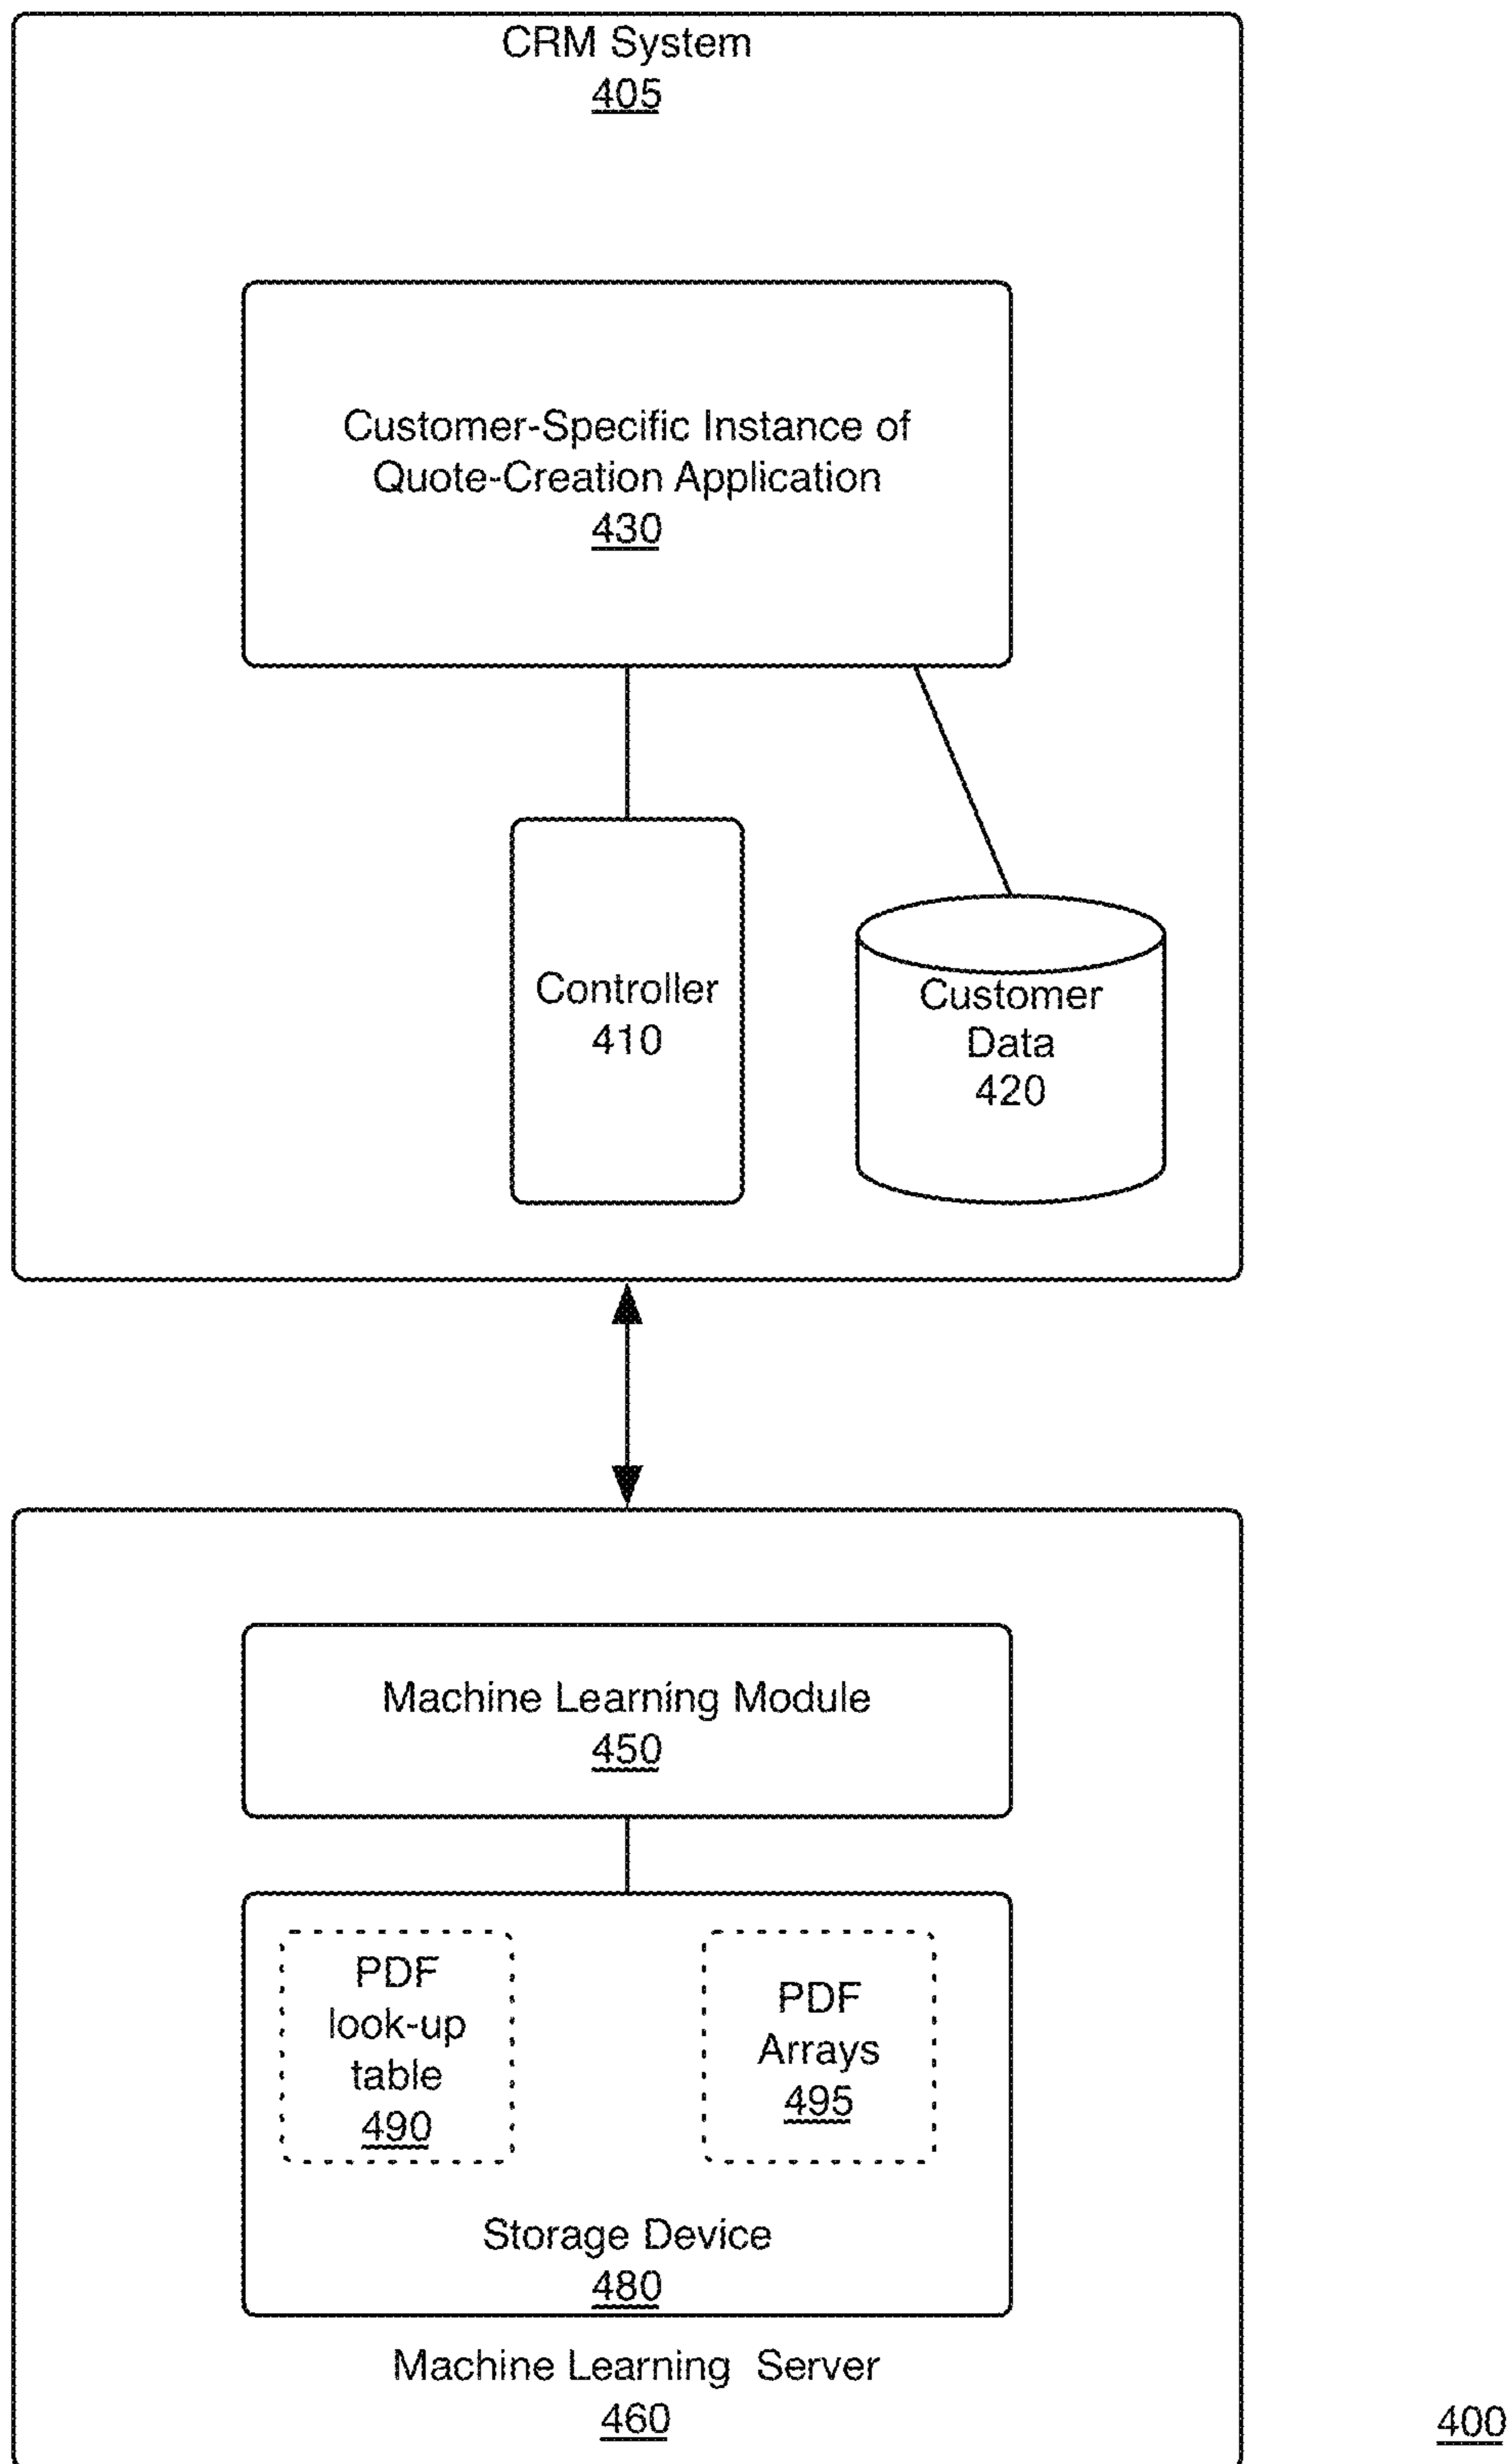 CRM System
405
Customer-Specific Instance of
Quote-Creation Application
430
Controller
410
Customer
Data
420
Machine Learning Module
450
PDF
look-up
table
490
PDF
Arrays
495
Storage Device
480
Machine Learning Server
460
400